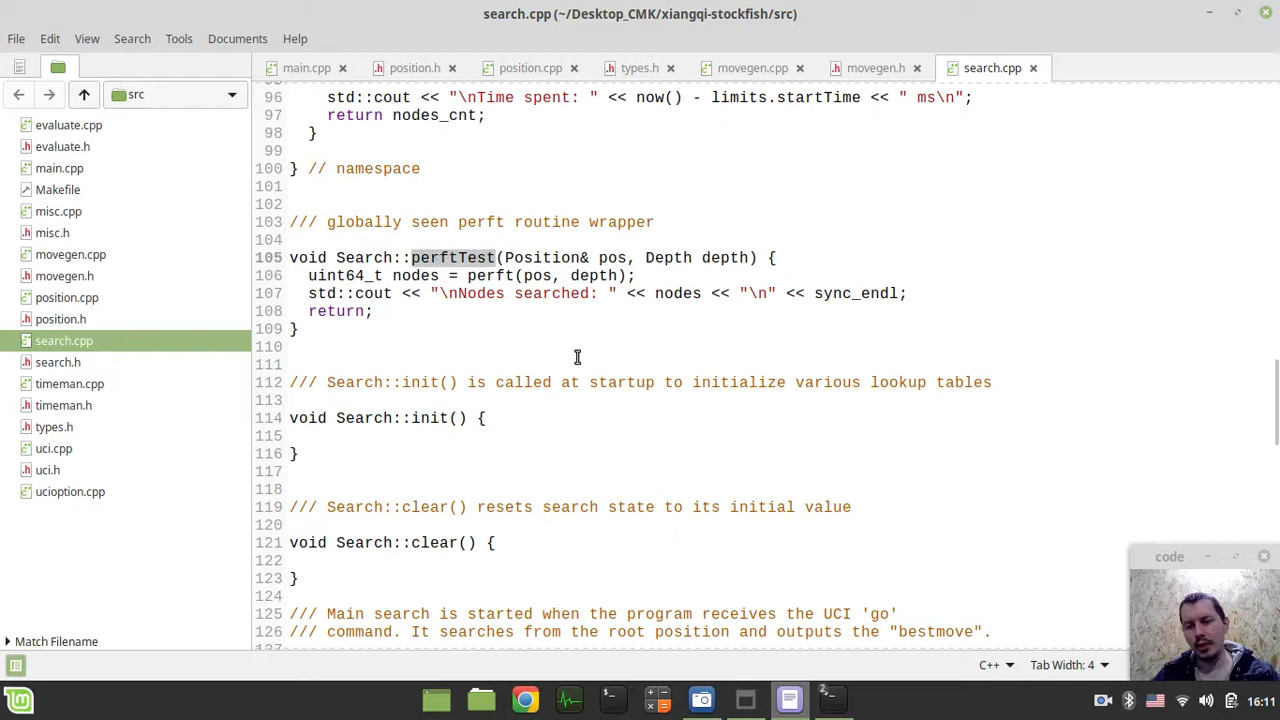 search.cpp (~/Desktop_CMK/xiangqi-stockfish/src)
File Edit View Search Tools Documents Help
main.cpp position.h position.cpp types.h movegen.cpp movegen.h search.cpp
src
evaluate.cpp
evaluate.h
main.cpp
Makefile
misc.cpp
misc.h
movegen.cpp
movegen.h
position.cpp
position.h
search.cpp
search.h
timeman.cpp
timeman.h
types.h
uci.cpp
uci.h
ucioption.cpp
Match Filename
96 std::cout << "\nTime spent: " << now() - limits.startTime << " ms\n";
97 return nodes_cnt;
98 }
99
100 } // namespace
101
102
103 /// globally seen perft routine wrapper
104
105 void Search::perftTest(Position& pos, Depth depth) {
106 uint64_t nodes = perft(pos, depth);
107 std::cout << "\nNodes searched: " << nodes << "\n" << sync_endl;
108 return;
109 }
110
111
112 /// Search::init() is called at startup to initialize various lookup tables
113
114 void Search::init() {
115
116 }
117
118
119 /// Search::clear() resets search state to its initial value
120
121 void Search::clear() {
122
123 }
124
125 /// Main search is started when the program receives the UCI 'go'
126 /// command. It searches from the root position and outputs the "bestmove".
code
C++ Tab Width: 4
16:11